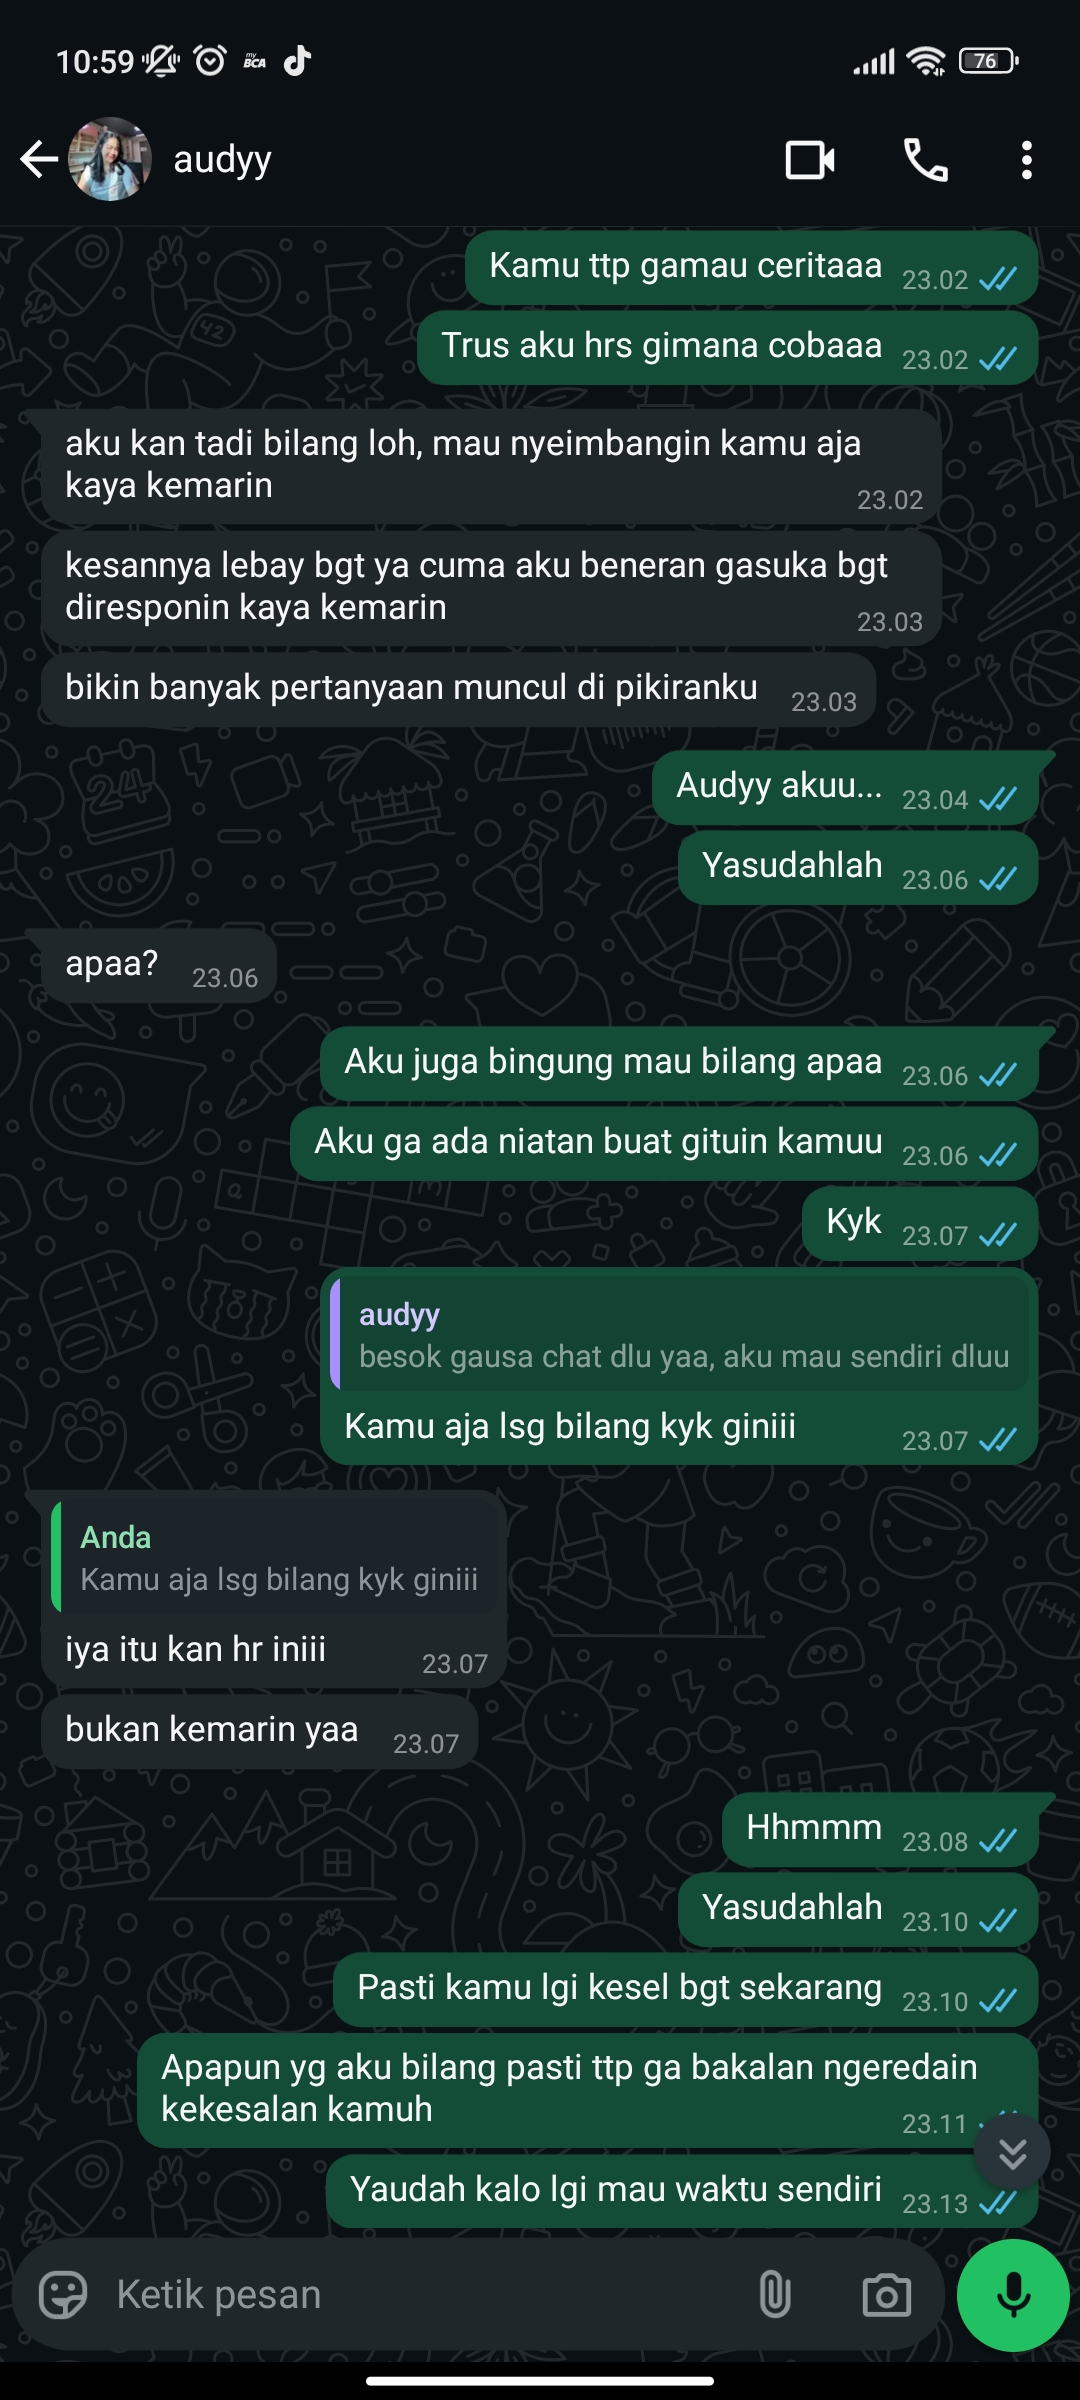 10:59
my
BCA
76
audyy
Kamu ttp gamau ceritaaa 23.02
Trus aku hrs gimana cobaaa 23.02
aku kan tadi bilang loh, mau nyeimbangin kamu aja
kaya kemarin
23.02
kesannya lebay bgt ya cuma aku beneran gasuka bgt
diresponin kaya kemarin
23.03
bikin banyak pertanyaan muncul di pikiranku 23.03
Audyy akuu... 23.04
Yasudahlah 23.06
apaa? 23.06
Aku juga bingung mau bilang apaa 23.06
Aku ga ada niatan buat gituin kamuu 23.06
Kyk 23.07
audyy
besok gausa chat dlu yaa, aku mau sendiri dluu
Kamu aja lsg bilang kyk giniii 23.07
Anda
Kamu aja lsg bilang kyk giniii
iya itu kan hr iniii 23.07
bukan kemarin yaa 23.07
Hhmmm 23.08
Yasudahlah 23.10
Pasti kamu lgi kesel bgt sekarang 23.10
Apapun yg aku bilang pasti ttp ga bakalan ngeredain
kekesalan kamuh
23.11
Yaudah kalo lgi mau waktu sendiri 23.13
Ketik pesan